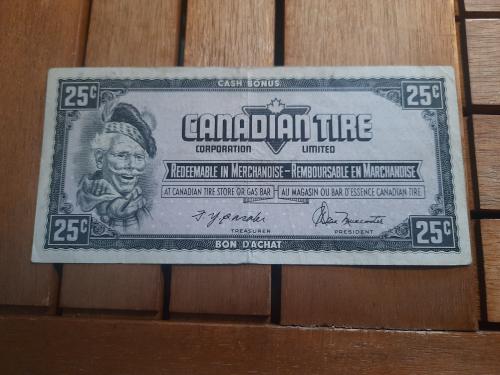 CASH BONUS
25¢ 25¢
CANADIAN TIRE
CORPORATION LIMITED
REDEEMABLE IN MERCHANDISE – REMBOURSABLE EN MARCHANDISE
AT CANADIAN TIRE STORE OR GAS BAR AU MAGASIN OU BAR D'ESSENCE CANADIAN TIRE
TREASURER PRESIDENT
25¢ 25¢
BON D'ACHAT